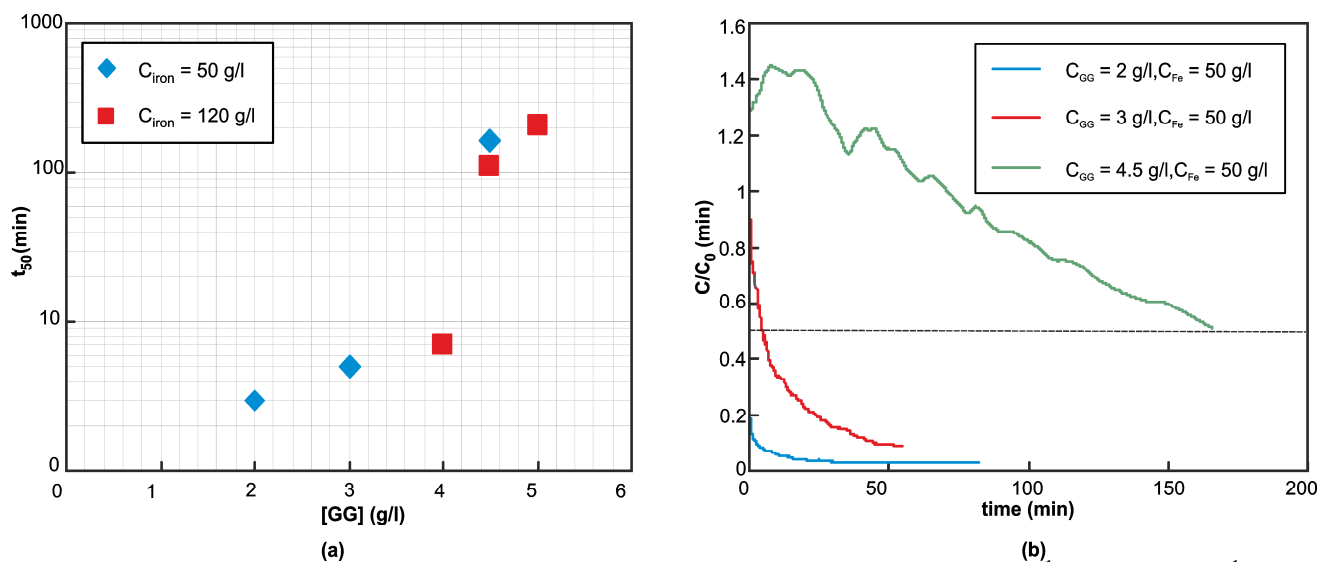 1000
100
10
0
t50 (min)
Ciron = 50 g/l
Ciron = 120 g/l
0 1 2 3 4 5 6
[GG] (g/l)
(a)
1.6
1.4
1.2
1
0.8
0.6
0.4
0.2
0
C/C0 (min)
CGG = 2 g/l,CFe = 50 g/l
CGG = 3 g/l,CFe = 50 g/l
CGG = 4.5 g/l,CFe = 50 g/l
0 50 100 150 200
time (min)
(b)